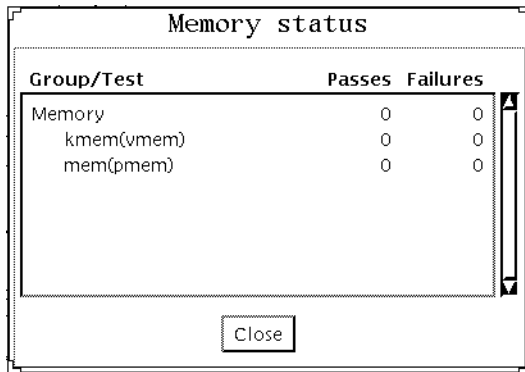 Memory status
Group/Test Passes Failures
Memory 0 0
kmem(vmem) 0 0
mem(pmem) 0 0
Close